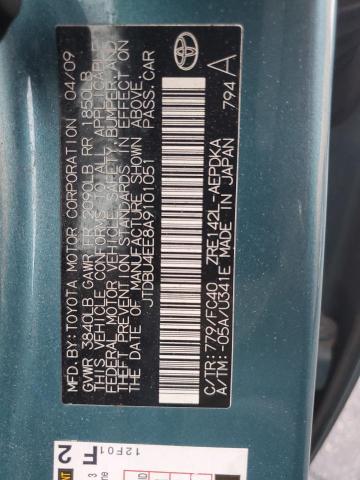 MFD. BY: TOYOTA MOTOR CORPORATION 04/09
GVWR 3840LB GAWR FR 2090LB RR 1850LB
THIS VEHICLE CONFORMS TO ALL APPLICABLE
FEDERAL MOTOR VEHICLE SAFETY, BUMPER, AND
THEFT PREVENTION STANDARDS IN EFFECT ON
THE DATE OF MANUFACTURE SHOWN ABOVE.
JTDBU4EE8A9101051 PASS. CAR
C/TR: 779/FC40 ZRE142L-AEPDKA
A/TM: -05A/U341E MADE IN JAPAN
794 A
F 2
12F01